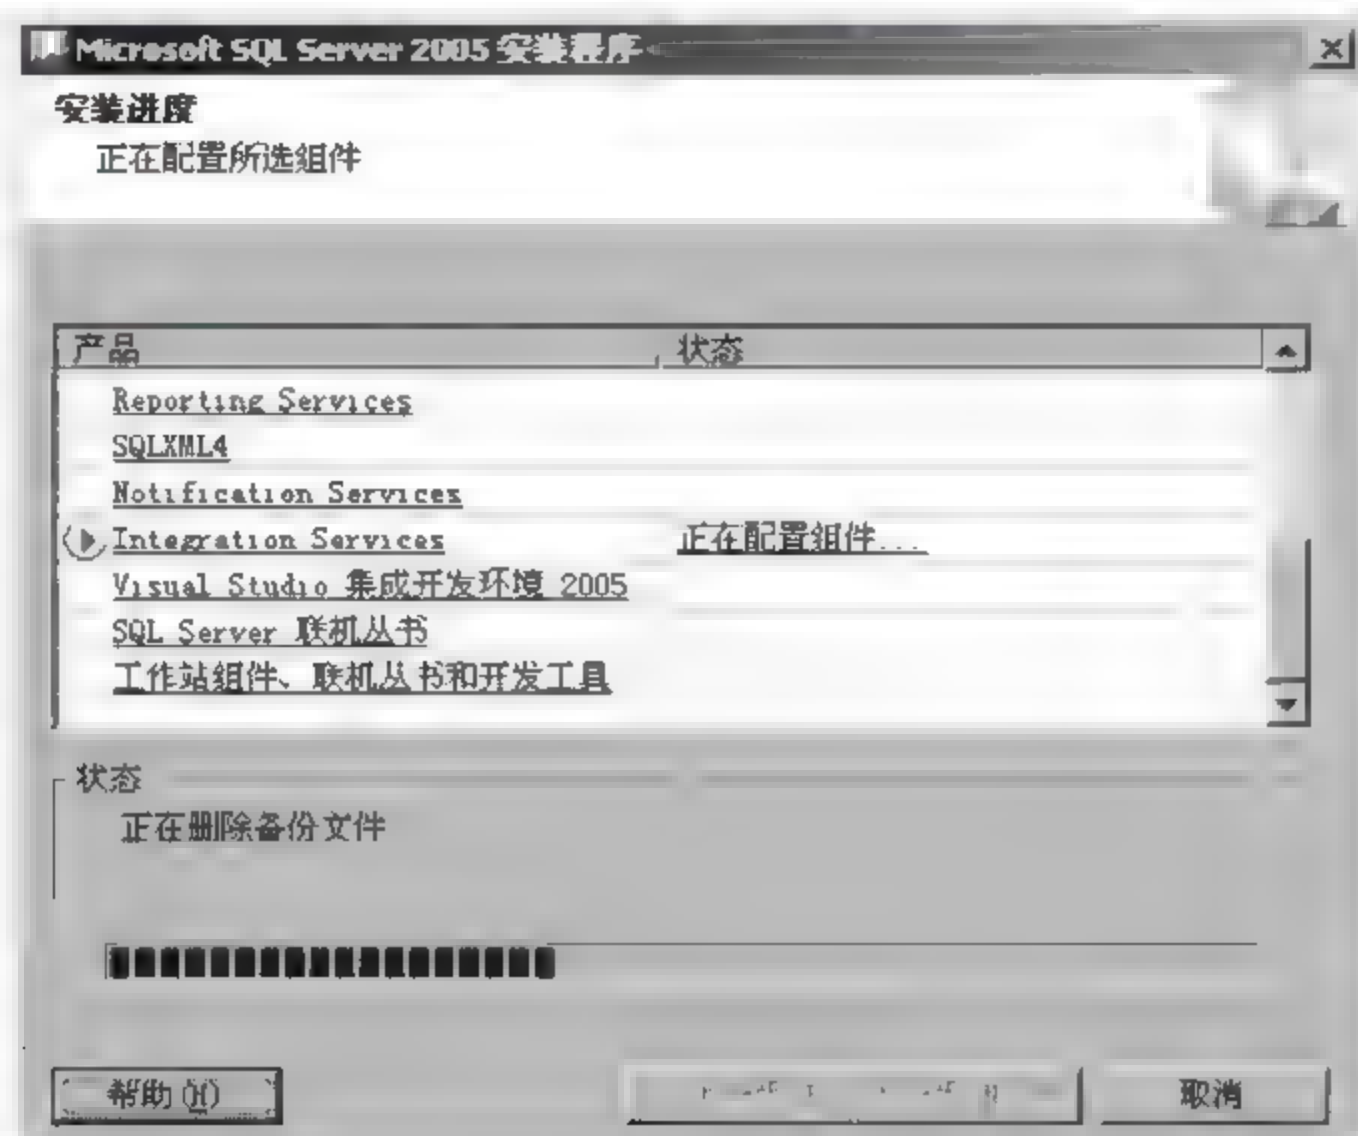 Microsoft SQL Server 2005 安装程序
安装进度
正在配置所选组件
产品 状态
Reporting Services
SQLXML4
Notification Services
Integration Services 正在配置组件...
Visual Studio 集成开发环境 2005
SQL Server 联机丛书
工作站组件、联机丛书和开发工具
状态
正在删除备份文件
帮助(H) 取消